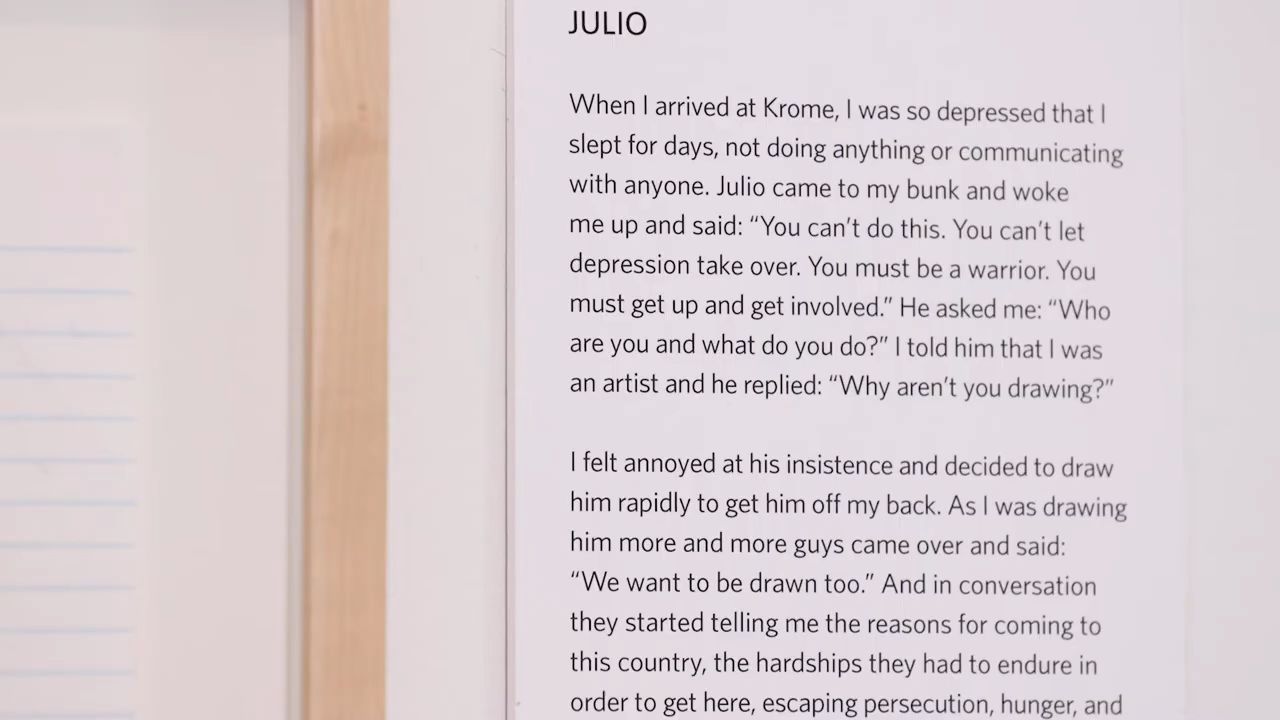 JULIO
When I arrived at Krome, I was so depressed that I
slept for days, not doing anything or communicating
with anyone. Julio came to my bunk and woke
me up and said: “You can’t do this. You can’t let
depression take over. You must be a warrior. You
must get up and get involved.” He asked me: “Who
are you and what do you do?” I told him that I was
an artist and he replied: “Why aren’t you drawing?”
I felt annoyed at his insistence and decided to draw
him rapidly to get him off my back. As I was drawing
him more and more guys came over and said:
“We want to be drawn too.” And in conversation
they started telling me the reasons for coming to
this country, the hardships they had to endure in
order to get here, escaping persecution, hunger, and